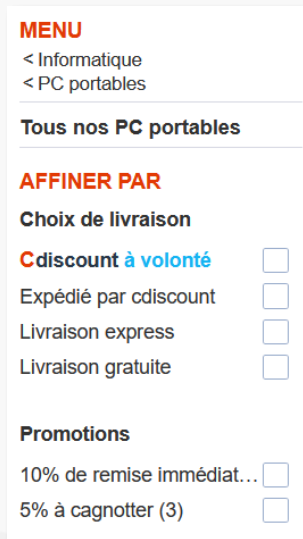 MENU
< Informatique
< PC portables
Tous nos PC portables
AFFINER PAR
Choix de livraison
Cdiscount à volonté
Expédié par cdiscount
Livraison express
Livraison gratuite
Promotions
10% de remise immédiat…
5% à cagnotter (3)